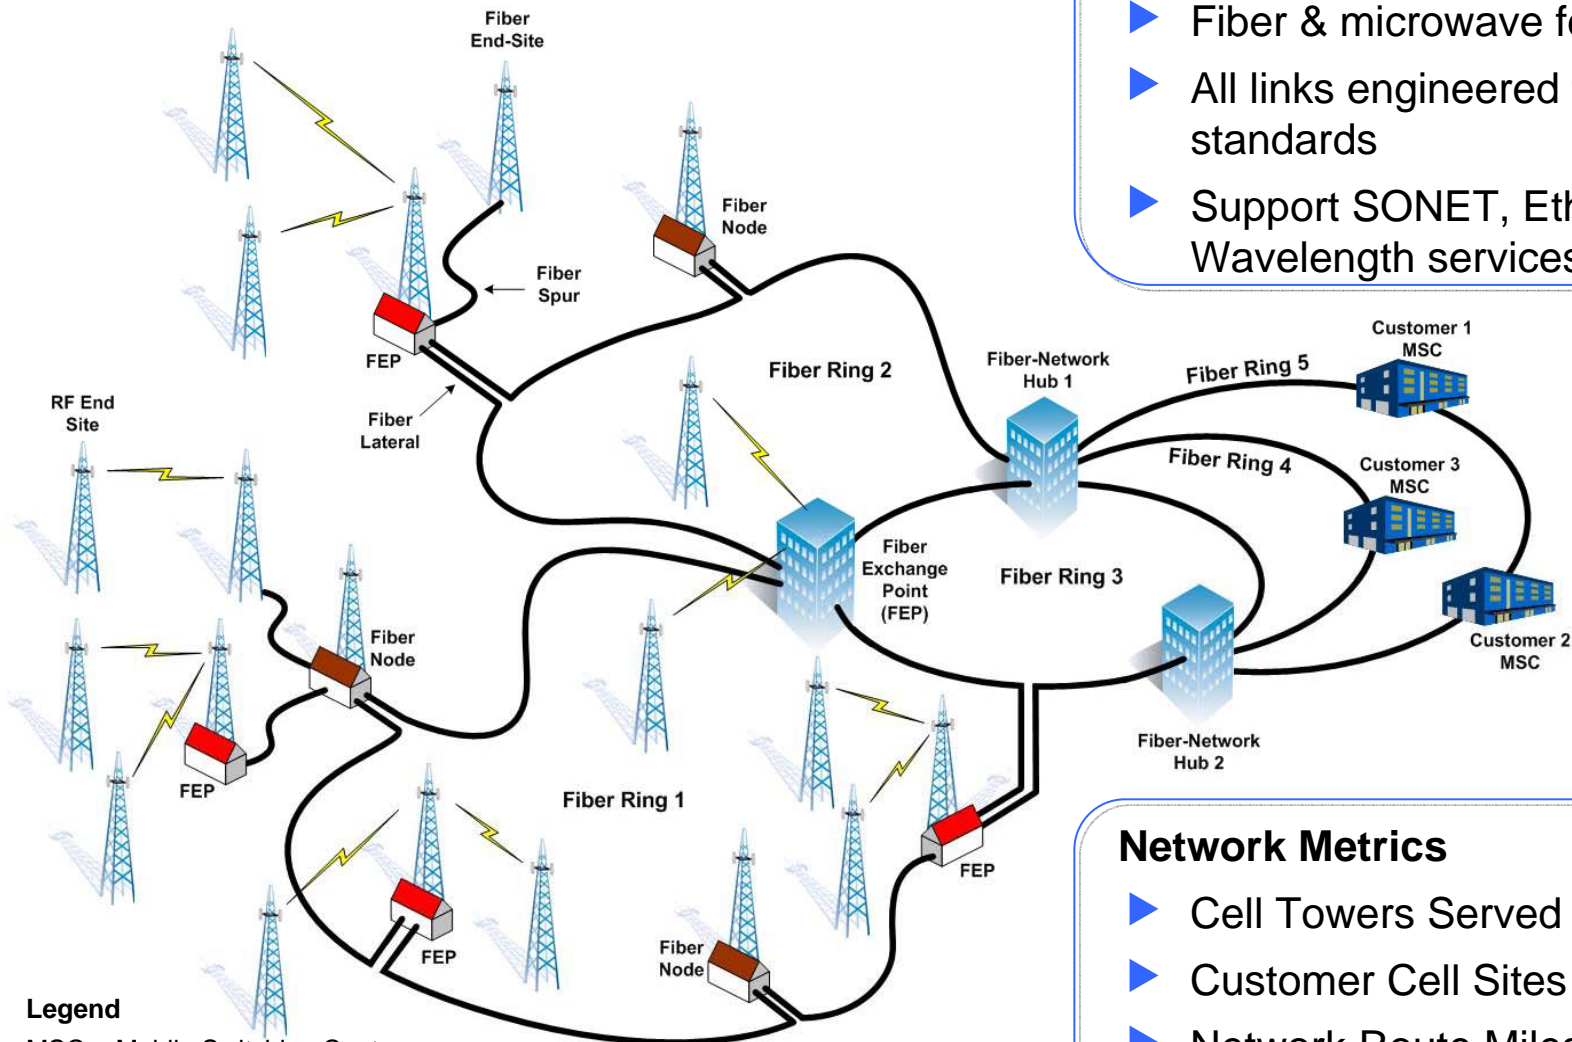 Fiber
End-Site
Fiber & microwave
All links engineered
standards
Support SONET,
Wavelength services
Fiber
Node
Fiber
Spur
FEP
Fiber
Lateral
Fiber Ring 2
Fiber-Network
Hub 1
Fiber Ring 5
Customer 1
MSC
RF End
Site
Fiber Ring 4
Customer 3
MSC
Fiber
Exchange
Point
(FEP)
Fiber Ring 3
Customer 2
MSC
Fiber
Node
Fiber-Network
Hub 2
FEP
Fiber Ring 1
FEP
FEP
Fiber
Node
Network Metrics
Cell Towers Served
Customer Cell Sites
Network Route Miles
Legend